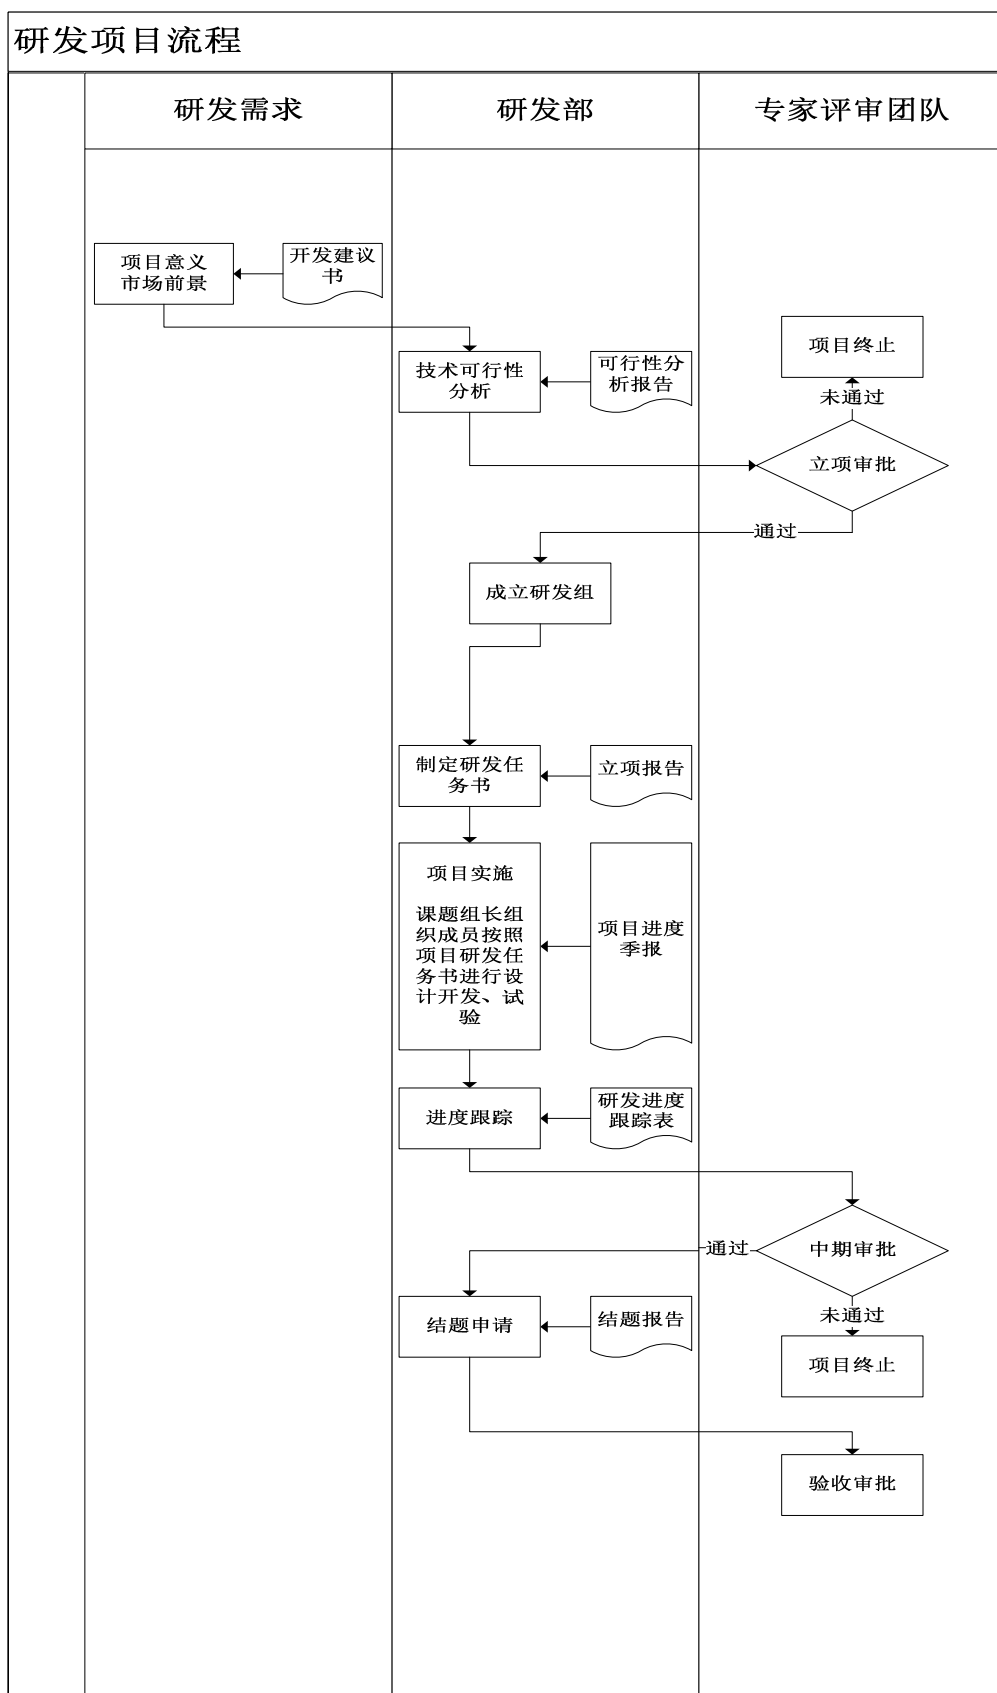 研发项目流程
研发需求
研发部
专家评审团队
项目意义
市场前景
开发建议
书
技术可行性
分析
可行性分
析报告
项目终止
未通过
立项审批
通过
成立研发组
制定研发任
务书
立项报告
项目实施
课题组长组
织成员按照
项目研发任
务书进行设
计开发、试
验
项目进度
季报
进度跟踪
研发进度
跟踪表
通过
中期审批
未通过
结题申请
结题报告
项目终止
验收审批